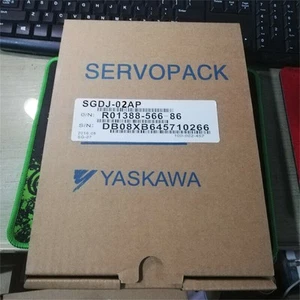 SERVOPACK
SGDJ-02AP
R01388-566-86
S/N: DB08XB645710266
YASKAWA